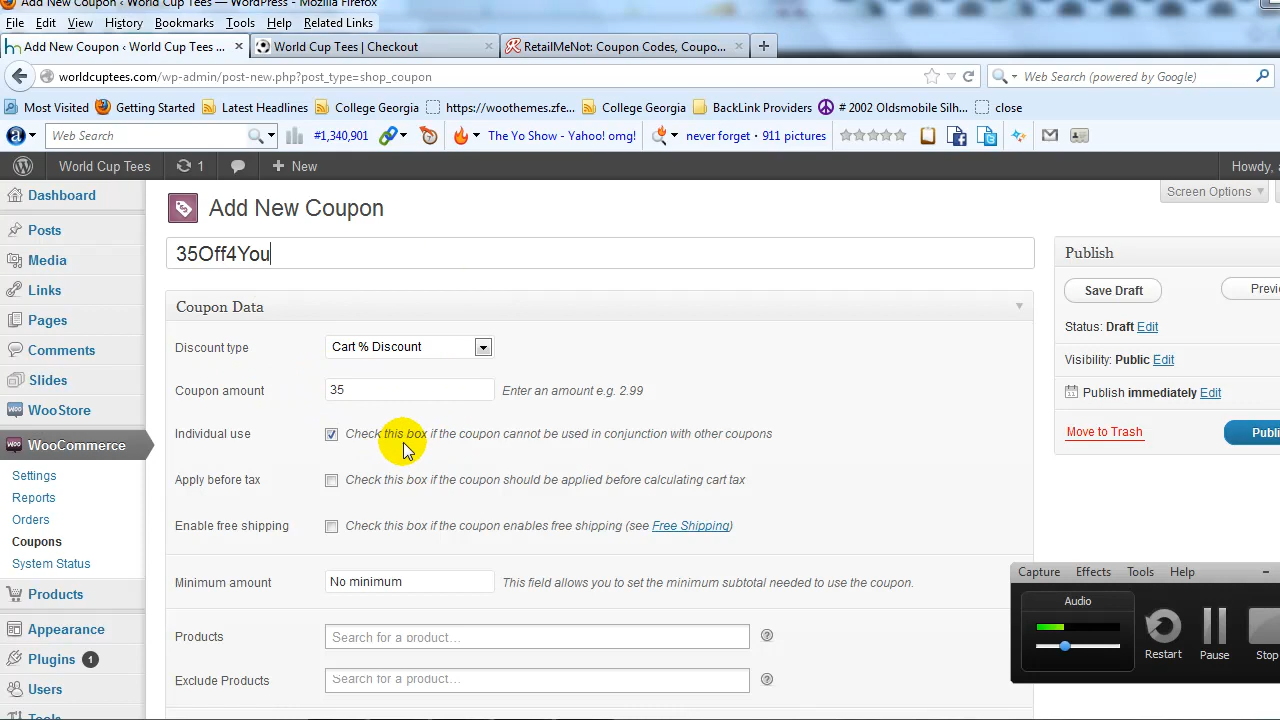 Add New Coupon ‹ World Cup Tees — WordPress - Mozilla Firefox
File Edit View History Bookmarks Tools Help Related Links
Add New Coupon ‹ World Cup Tees ... × World Cup Tees | Checkout × RetailMeNot: Coupon Codes, Coupo... × +
worldcuptees.com/wp-admin/post-new.php?post_type=shop_coupon
Web Search (powered by Google)
Most Visited Getting Started Latest Headlines College Georgia https://woothemes.zfe... College Georgia BackLink Providers # 2002 Oldsmobile Silh... close
a Web Search #1,340,901 The Yo Show - Yahoo! omg! never forget • 911 pictures
World Cup Tees 1 + New Howdy, a
Screen Options
Dashboard
Posts
Media
Links
Pages
Comments
Slides
WooStore
WooCommerce
Settings
Reports
Orders
Coupons
System Status
Products
Appearance
Plugins 1
Users
Tools
Add New Coupon
35Off4You
Coupon Data
Discount type Cart % Discount
Coupon amount 35 Enter an amount e.g. 2.99
Individual use Check this box if the coupon cannot be used in conjunction with other coupons
Apply before tax Check this box if the coupon should be applied before calculating cart tax
Enable free shipping Check this box if the coupon enables free shipping (see Free Shipping)
Minimum amount No minimum This field allows you to set the minimum subtotal needed to use the coupon.
Products Search for a product... ?
Exclude Products Search for a product... ?
Publish
Save Draft Previ
Status: Draft Edit
Visibility: Public Edit
Publish immediately Edit
Move to Trash Publi
Capture Effects Tools Help –
Audio
Restart Pause Stop